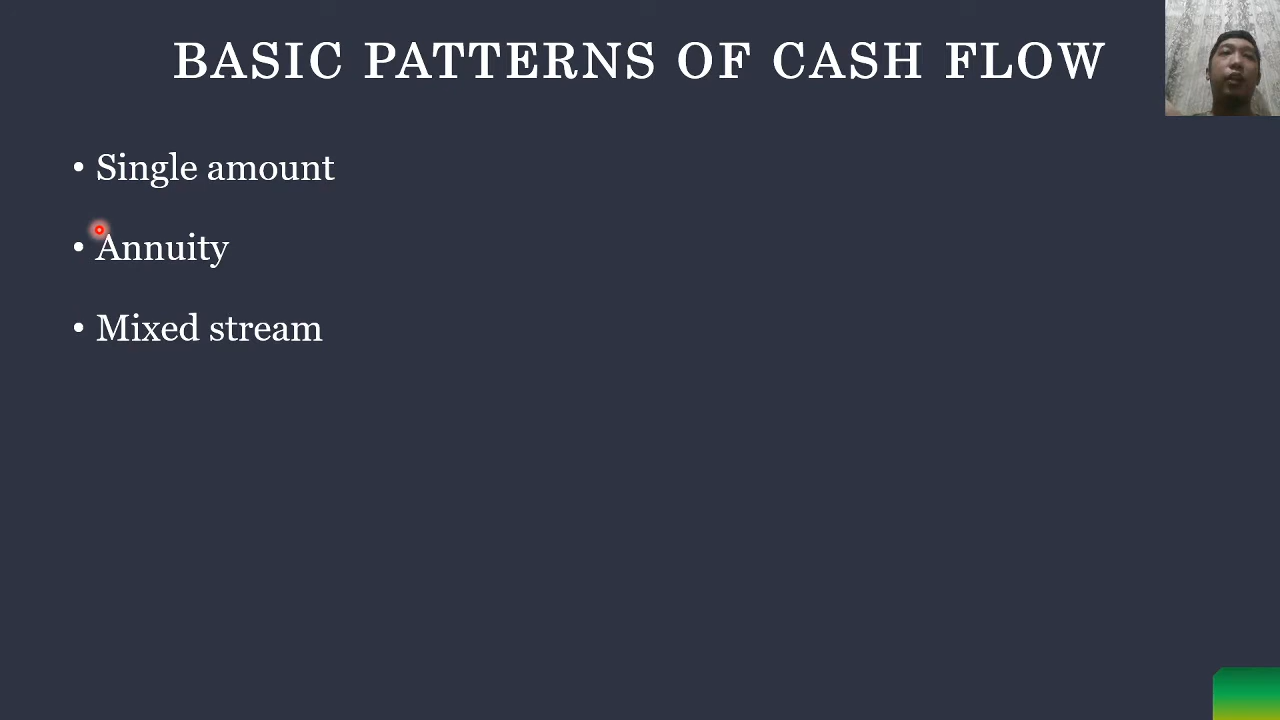 BASIC PATTERNS OF CASH FLOW
• Single amount
• Annuity
• Mixed stream